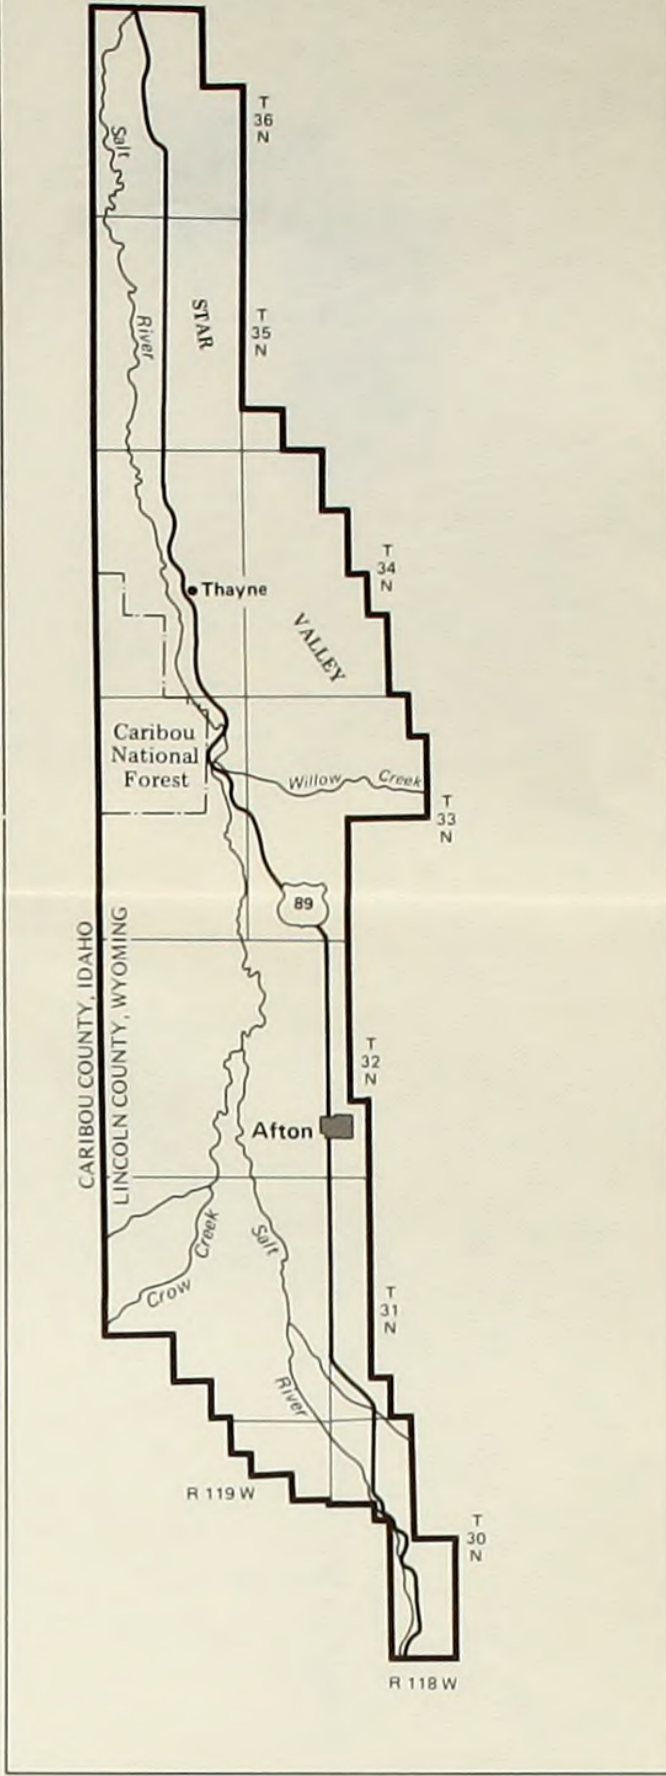 T
36
N
Salt
River
STAR
T
35
N
T
34
N
Thayne
VALLEY
Caribou
National
Forest
Willow Creek
T
33
N
89
CARIBOU COUNTY, IDAHO
LINCOLN COUNTY, WYOMING
T
32
N
Afton
Salt
Creek
Crow
T
31
N
River
R 119 W
T
30
N
R 118 W